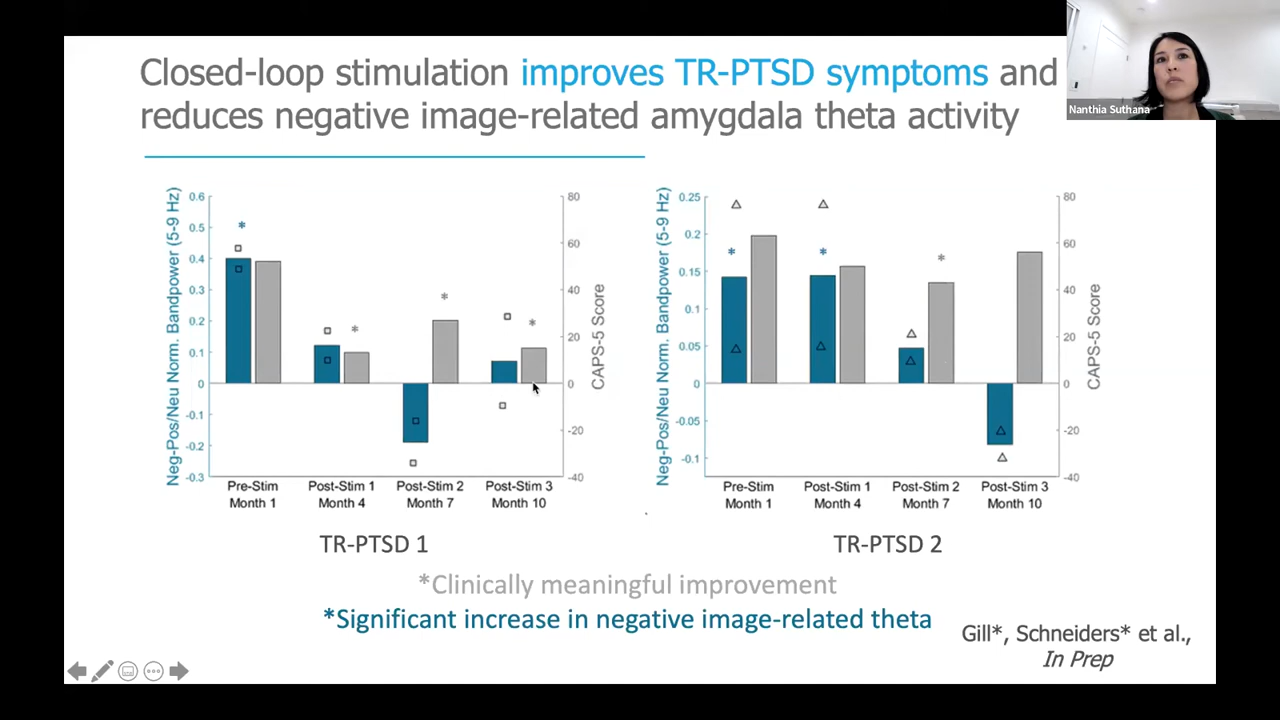 Closed-loop stimulation improves TR-PTSD symptoms and
reduces negative image-related amygdala theta activity
Nanthia Suthana
Neg-Pos/Neu Norm. Bandpower (5-9 Hz)
0.6
0.5
0.4
0.3
0.2
0.1
0
-0.1
-0.2
-0.3
*
*
*
*
80
60
40
20
0
-20
-40
CAPS-5 Score
Pre-Stim
Month 1
Post-Stim 1
Month 4
Post-Stim 2
Month 7
Post-Stim 3
Month 10
TR-PTSD 1
Neg-Pos/Neu Norm. Bandpower (5-9 Hz)
0.25
0.2
0.15
0.1
0.05
0
-0.05
-0.1
*
*
*
80
60
40
20
0
-20
-40
CAPS-5 Score
Pre-Stim
Month 1
Post-Stim 1
Month 4
Post-Stim 2
Month 7
Post-Stim 3
Month 10
TR-PTSD 2
*Clinically meaningful improvement
*Significant increase in negative image-related theta
Gill*, Schneiders* et al.,
In Prep